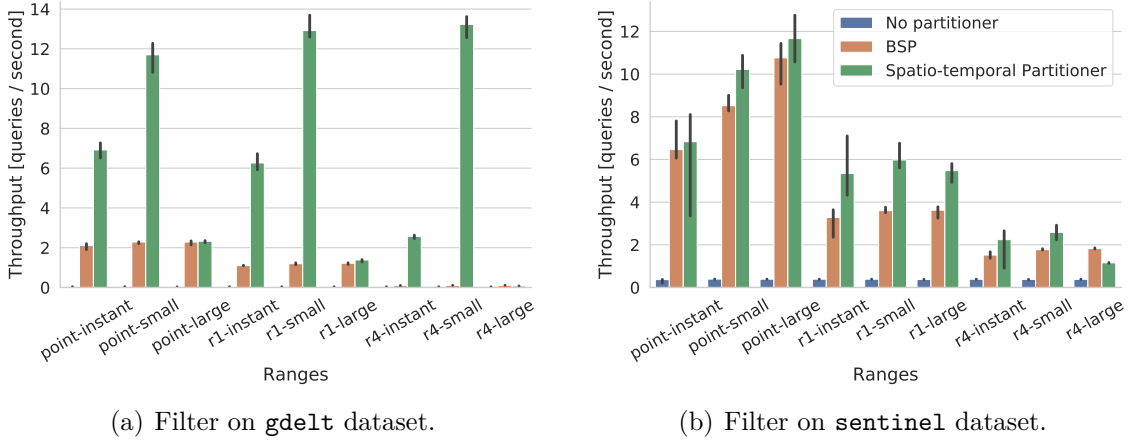 Throughput [queries / second]
14
12
10
8
6
4
2
0
point-instant
point-small
point-large
r1-instant
r1-small
r1-large
r4-instant
r4-small
r4-large
Ranges
(a) Filter on gdelt dataset.
Throughput [queries / second]
12
10
8
6
4
2
0
No partitioner
BSP
Spatio-temporal Partitioner
point-instant
point-small
point-large
r1-instant
r1-small
r1-large
r4-instant
r4-small
r4-large
Ranges
(b) Filter on sentinel dataset.